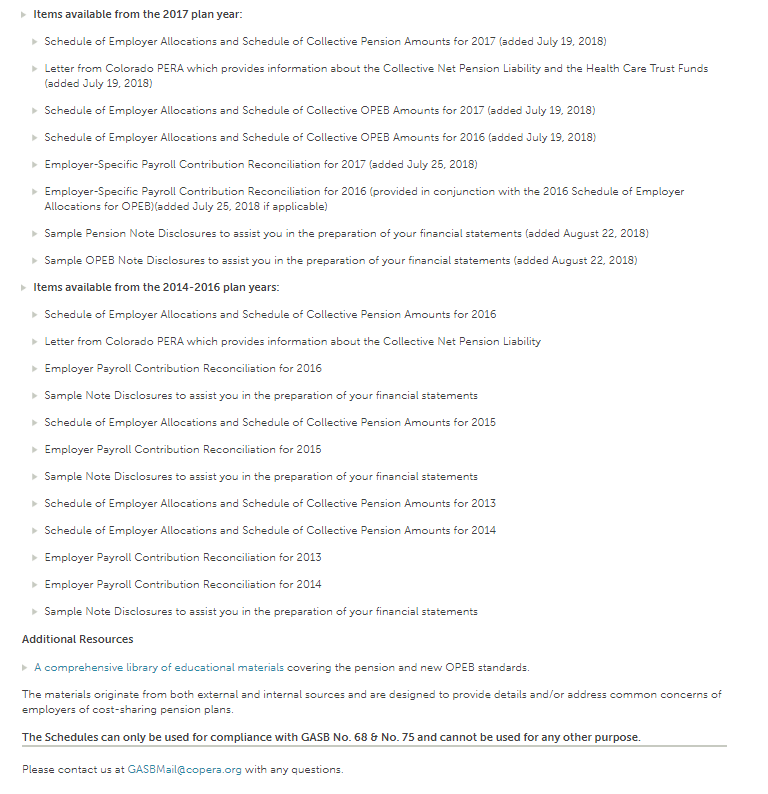 Items available from the 2017 plan year:
Schedule of Employer Allocations and Schedule of Collective Pension Amounts for 2017 (added July 19, 2018)
Letter from Colorado PERA which provides information about the Collective Net Pension Liability and the Health Care Trust Funds
(added July 19, 2018)
Schedule of Employer Allocations and Schedule of Collective OPEB Amounts for 2017 (added July 19, 2018)
Schedule of Employer Allocations and Schedule of Collective OPEB Amounts for 2016 (added July 19, 2018)
Employer-Specific Payroll Contribution Reconciliation for 2017 (added July 25, 2018)
Employer-Specific Payroll Contribution Reconciliation for 2016 (provided in conjunction with the 2016 Schedule of Employer
Allocations for OPEB)(added July 25, 2018 if applicable)
Sample Pension Note Disclosures to assist you in the preparation of your financial statements (added August 22, 2018)
Sample OPEB Note Disclosures to assist you in the preparation of your financial statements (added August 22, 2018)
Items available from the 2014-2016 plan years:
Schedule of Employer Allocations and Schedule of Collective Pension Amounts for 2016
Letter from Colorado PERA which provides information about the Collective Net Pension Liability
Employer Payroll Contribution Reconciliation for 2016
Sample Note Disclosures to assist you in the preparation of your financial statements
Schedule of Employer Allocations and Schedule of Collective Pension Amounts for 2015
Employer Payroll Contribution Reconciliation for 2015
Sample Note Disclosures to assist you in the preparation of your financial statements
Schedule of Employer Allocations and Schedule of Collective Pension Amounts for 2013
Schedule of Employer Allocations and Schedule of Collective Pension Amounts for 2014
Employer Payroll Contribution Reconciliation for 2013
Employer Payroll Contribution Reconciliation for 2014
Sample Note Disclosures to assist you in the preparation of your financial statements
Additional Resources
A comprehensive library of educational materials covering the pension and new OPEB standards.
The materials originate from both external and internal sources and are designed to provide details and/or address common concerns of
employers of cost-sharing pension plans.
The Schedules can only be used for compliance with GASB No. 68 & No. 75 and cannot be used for any other purpose.
Please contact us at GASBMail@copera.org with any questions.